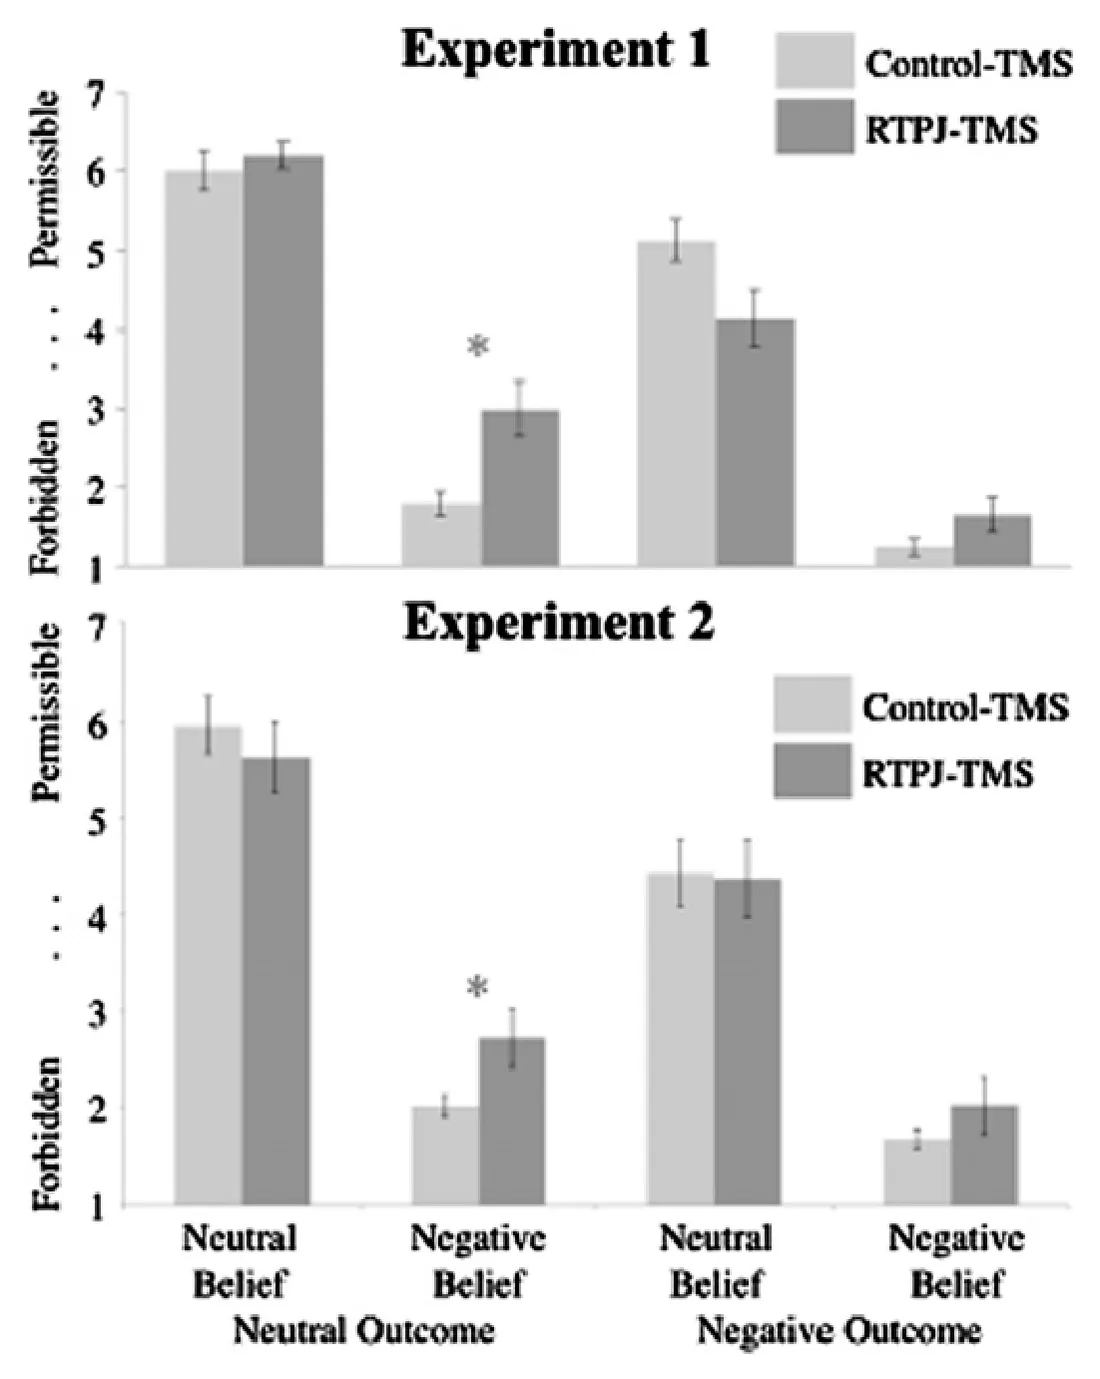 Experiment 1
Control-TMS
RTPJ-TMS
Permissible
. . .
Forbidden
7
6
5
4
3
2
1
*
Experiment 2
Control-TMS
RTPJ-TMS
Permissible
. . .
Forbidden
7
6
5
4
3
2
1
*
Neutral Belief
Negative Belief
Neutral Belief
Negative Belief
Neutral Outcome
Negative Outcome